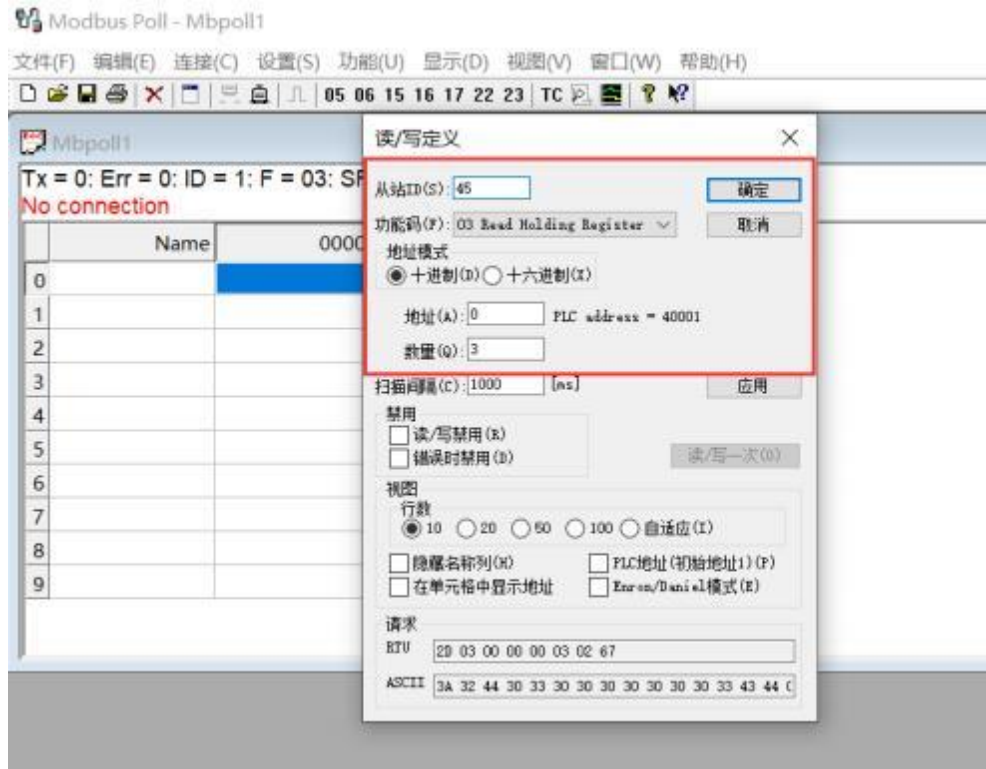 Modbus Poll - Mbpoll1
文件(F) 编辑(E) 连接(C) 设置(S) 功能(U) 显示(D) 视图(V) 窗口(W) 帮助(H)
05 06 15 16 17 22 23 TC
Mbpoll1
读/写定义
Tx = 0: Err = 0: ID = 1: F = 03: SF
No connection
从站ID(S): 45
确定
功能码(F): 03 Read Holding Register
取消
地址模式
十进制(D) 十六进制(X)
地址(A): 0 PLC address = 40001
数量(Q): 3
扫描间隔(C): 1000 [ms]
应用
禁用
读/写禁用(R)
错误时禁用(D)
读/写一次(O)
视图
行数
10 20 50 100 自适应(I)
隐藏名称列(H) PLC地址(初始地址1)(P)
在单元格中显示地址 Enron/Daniel模式(E)
请求
RTU 2D 03 00 00 00 03 02 67
ASCII 3A 32 44 30 33 30 30 30 30 30 30 30 33 43 44 0
Name 0000
0
1
2
3
4
5
6
7
8
9